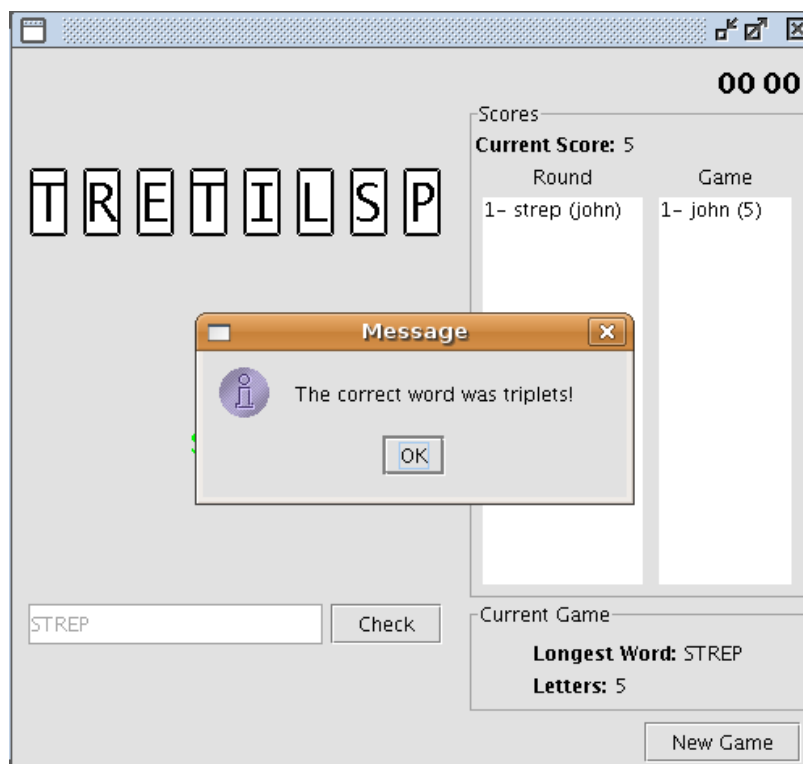 00 00
Scores
Current Score: 5
Round Game
1- strep (john) 1- john (5)
T R E T I L S P
Message
The correct word was triplets!
OK
STREP Check
Current Game
Longest Word: STREP
Letters: 5
New Game